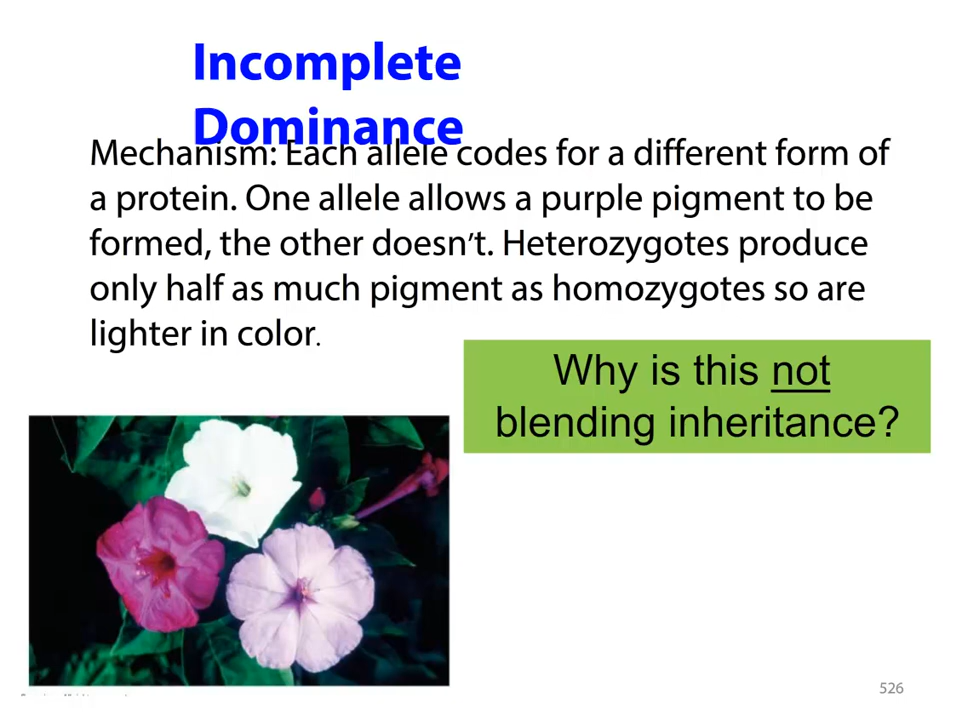 Incomplete
Dominance
Mechanism: Each allele codes for a different form of
a protein. One allele allows a purple pigment to be
formed, the other doesn’t. Heterozygotes produce
only half as much pigment as homozygotes so are
lighter in color.
Why is this not
blending inheritance?
526